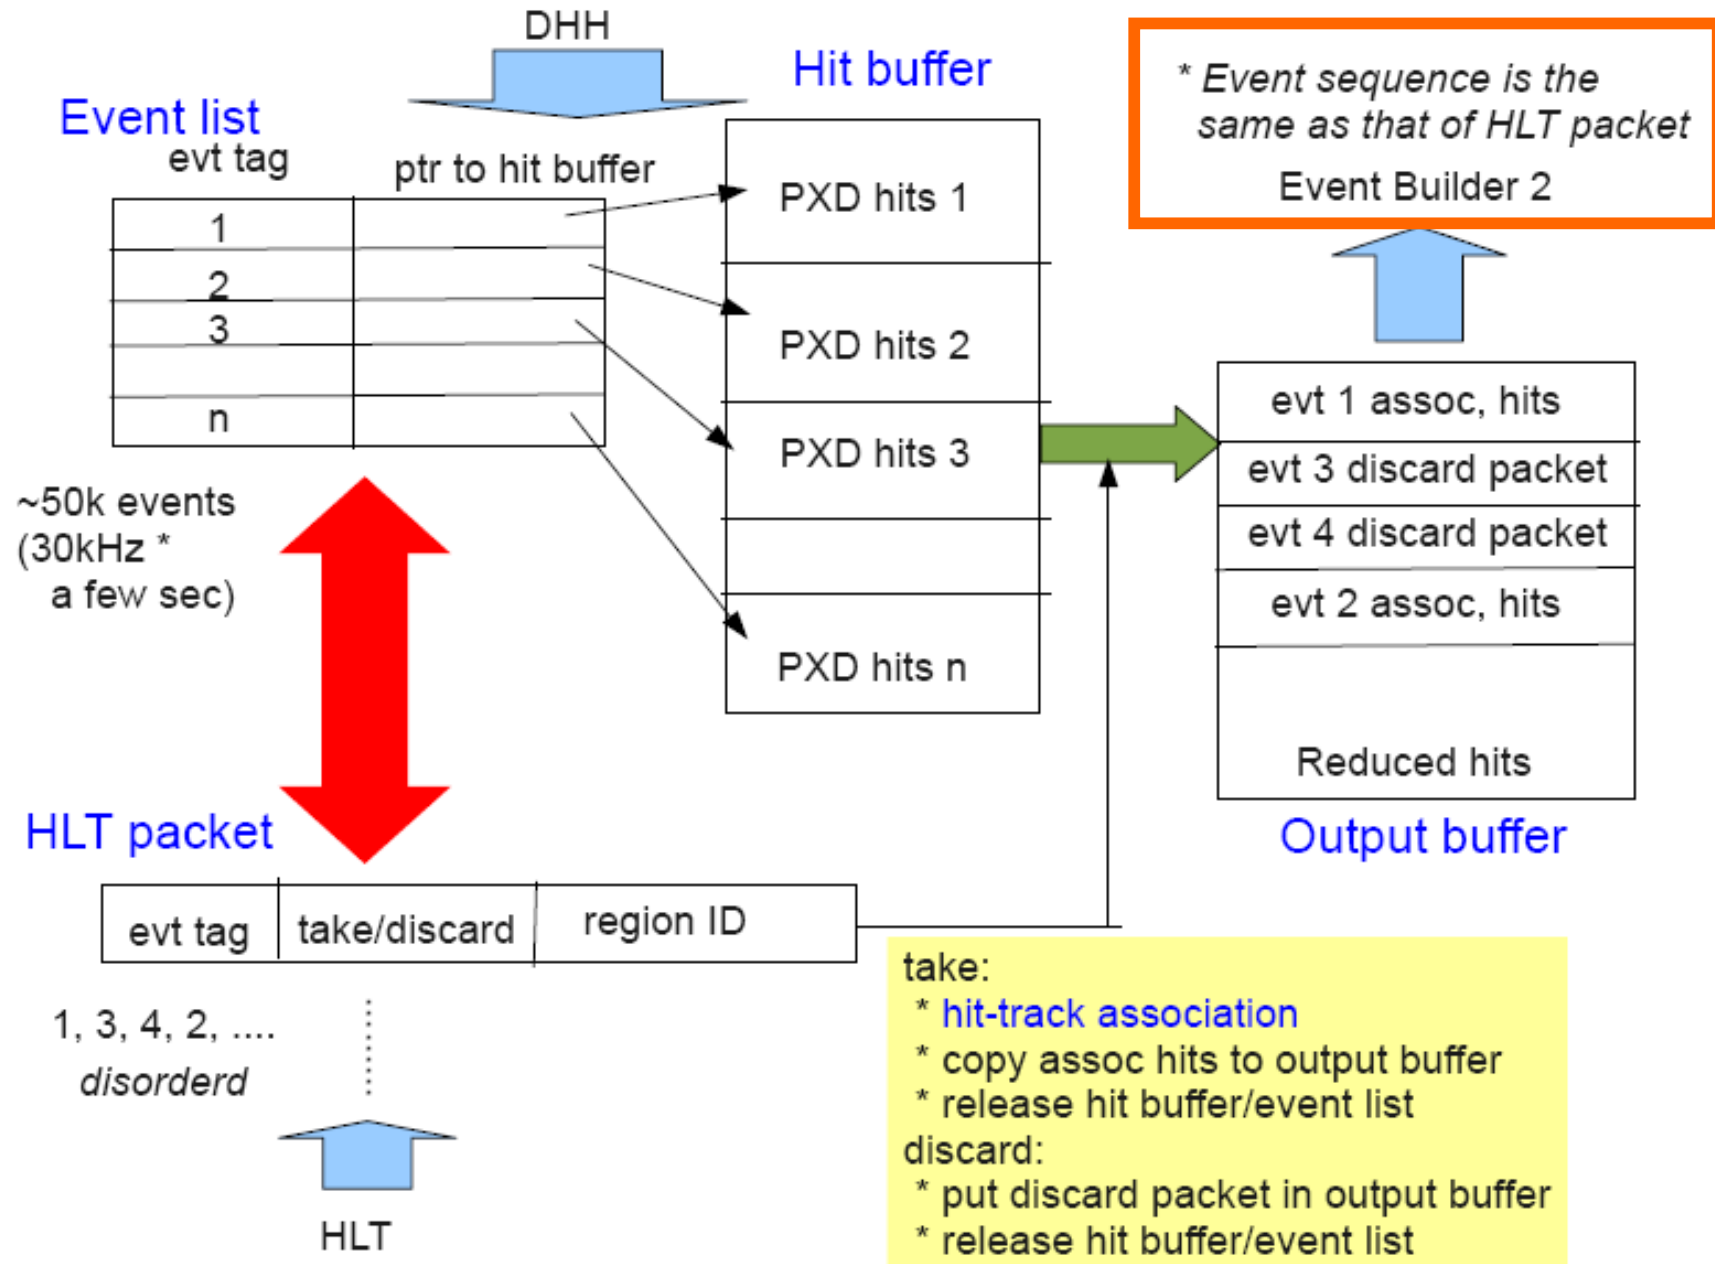 DHH
Hit buffer
* Event sequence is the
same as that of HLT packet
Event Builder 2
Event list
evt tag
ptr to hit buffer
1
2
3
n
PXD hits 1
PXD hits 2
PXD hits 3
PXD hits n
~50k events
(30kHz *
a few sec)
evt 1 assoc, hits
evt 3 discard packet
evt 4 discard packet
evt 2 assoc, hits
Reduced hits
Output buffer
HLT packet
evt tag
take/discard
region ID
1, 3, 4, 2, ....
disorderd
HLT
take:
* hit-track association
* copy assoc hits to output buffer
* release hit buffer/event list
discard:
* put discard packet in output buffer
* release hit buffer/event list